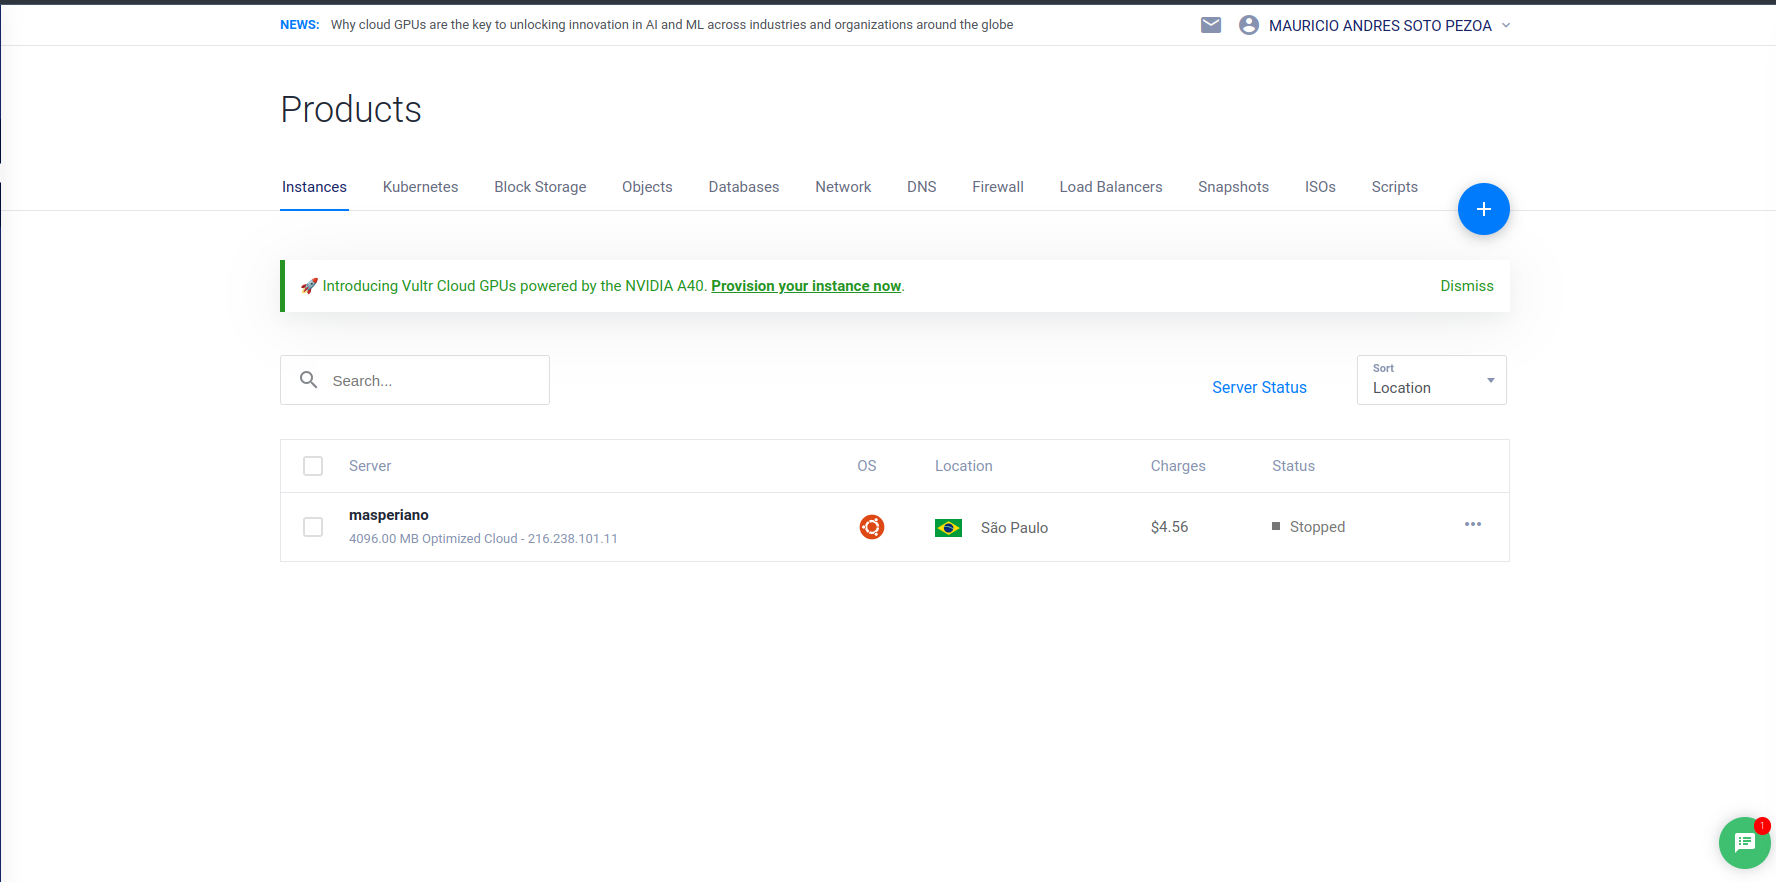 NEWS: Why cloud GPUs are the key to unlocking innovation in AI and ML across industries and organizations around the globe MAURICIO ANDRES SOTO PEZOA
Products
Instances Kubernetes Block Storage Objects Databases Network DNS Firewall Load Balancers Snapshots ISOs Scripts
🚀 Introducing Vultr Cloud GPUs powered by the NVIDIA A40. Provision your instance now. Dismiss
Search...
Server Status
Sort
Location
Server OS Location Charges Status
masperiano
4096.00 MB Optimized Cloud - 216.238.101.11
São Paulo $4.56 Stopped
1